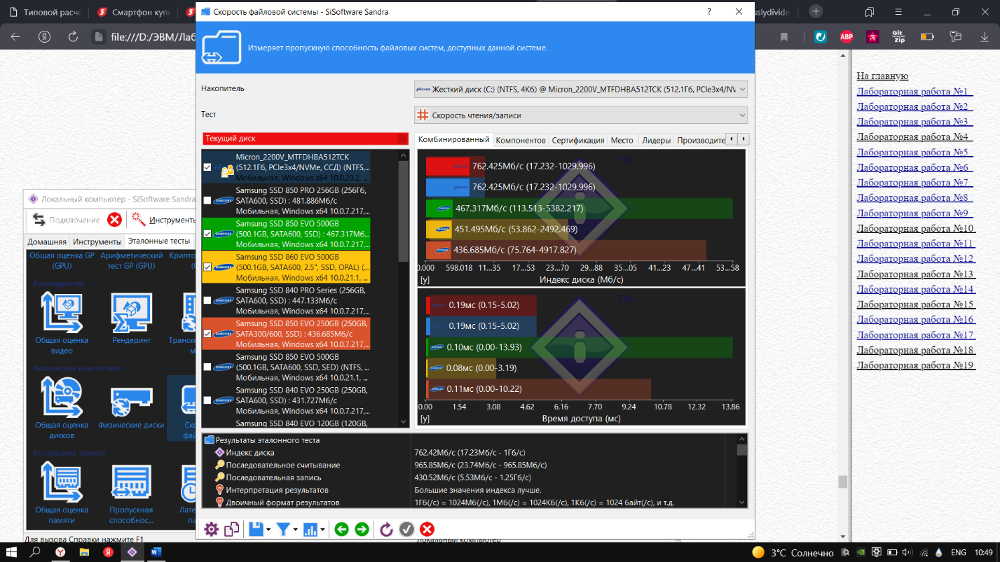 Типовой расче
Смартфон купи
Скорость файловой системы - SiSoftware Sandra
?
sslydivide
file:///D:/ЭВМ/Лаб
ABP
Git
Zip
Измеряет пропускную способность файловых систем, доступных данной системе.
Накопитель
Жесткий диск (C:) (NTFS, 4Кб) @ Micron_2200V_MTFDHBA512TCK (512.1Гб, PCIe3x4/NV
Тест
Скорость чтения/записи
Текущий диск
Комбинированный
Компонентов
Сертификация
Место
Лидеры
Производите
Micron_2200V_MTFDHBA512TCK
(512.1Гб, PCIe3x4/NVMe, ССД) (NTFS,...
Мобильная, Windows x64 10.0.20.2, ...
Samsung SSD 850 PRO 256GB (256Гб,
SATA600, SSD) : 481.886Мб/с
Мобильная, Windows x64 10.0.7.217,...
Samsung SSD 850 EVO 500GB
(500.1GB, SATA600, SSD) : 467.317Мб...
Мобильная, Windows x64 10.0.7.217,...
Samsung SSD 860 EVO 500GB
(500.1GB, SATA600, 2.5", SSD, OPAL) (...
Мобильная, Windows x64 10.0.21.1, ...
Samsung SSD 840 PRO Series (256GB,
SATA600, SSD) : 447.133Мб/с
Мобильная, Windows x64 10.0.7.217,...
Samsung SSD 850 EVO 250GB (250GB,
SATA300/600, SSD) : 436.685Мб/с
Мобильная, Windows x64 10.0.7.217,...
Samsung SSD 850 EVO 500GB
(500.1GB, SATA600, SSD, SED) (NTFS, ...
Мобильная, Windows x64 10.0.21.1, ...
Samsung SSD 840 EVO 250GB (250GB,
SATA600, SSD) : 431.727Мб/с
Мобильная, Windows x64 10.0.7.217,...
Samsung SSD 840 EVO 120GB (120GB,
762.425Мб/с (17.232-1029.996)
762.425Мб/с (17.232-1029.996)
467.317Мб/с (113.513-5382.217)
451.495Мб/с (53.862-2492.469)
436.685Мб/с (75.764-4917.827)
0.000 598.018 11...35 17...53 23...70 29...88 35...05 41...23 47...41 53...58
[y]
Индекс диска (Мб/с)
TM
0.19мс (0.15-5.02)
0.19мс (0.15-5.02)
0.10мс (0.00-13.93)
0.08мс (0.00-3.19)
0.11мс (0.00-10.22)
0.00 1.54 3.08 4.62 6.16 7.70 9.24 10.78 12.32 13.86
[y]
Время доступа (мс)
TM
Результаты эталонного теста
Индекс диска 762.42Мб/с (17.23Мб/с - 1Гб/с)
Последовательное считывание 965.85Мб/с (23.74Мб/с - 965.85Мб/с)
Последовательная запись 430.52Мб/с (5.53Мб/с - 1.25Гб/с)
Интерпретация результатов Большие значения индекса лучше.
Двоичный формат результатов 1Гб(/с) = 1024Мб(/с), 1Мб(/с) = 1024Кб(/с), 1Кб(/с) = 1024 байт(/с), и т.д.
Локальный компьютер - SiSoftware Sandra
Подключение
Инструменты
Домашняя
Инструменты
Эталонные тесты
Общая оценка GP
(GPU)
Арифметический
тест GP (GPU)
Крипто
(
Видеоадаптер
Общая оценка
видео
Рендеринг
Транско
м
Физические накопители
Общая оценка
дисков
Физические диски
Ско
фай
Контроллер памяти
Общая оценка
памяти
Пропускная
способнос...
Лате
па
Для вызова Справки нажмите F1
Локальный компьютер
На главную
Лабораторная работа №1
Лабораторная работа №2
Лабораторная работа №3
Лабораторная работа №4
Лабораторная работа №5
Лабораторная работа №6
Лабораторная работа №7
Лабораторная работа №8
Лабораторная работа №9
Лабораторная работа №10
Лабораторная работа №11
Лабораторная работа №12
Лабораторная работа №13
Лабораторная работа №14
Лабораторная работа №15
Лабораторная работа №16
Лабораторная работа №17
Лабораторная работа №18
Лабораторная работа №19
3°C Солнечно
ENG
10:49